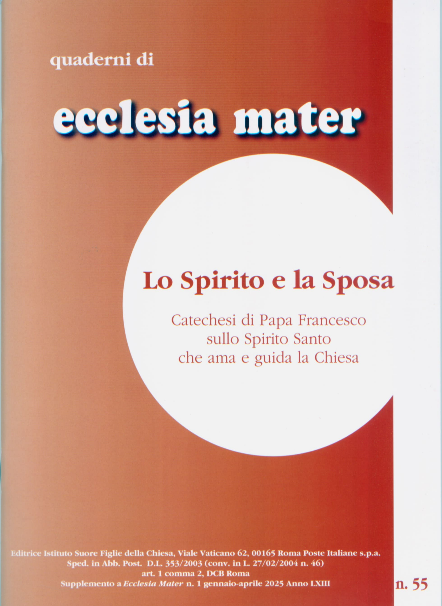 quaderni di
ecclesia mater
Lo Spirito e la Sposa
Catechesi di Papa Francesco
sullo Spirito Santo
che ama e guida la Chiesa
Editrice Istituto Suore Figlie della Chiesa, Viale Vaticano 62, 00165 Roma Poste Italiane s.p.a.
Sped. in Abb. Post. D.L. 353/2003 (conv. in L. 27/02/2004 n. 46)
art. 1 comma 2, DCB Roma
Supplemento a Ecclesia Mater n. 1 gennaio-aprile 2025 Anno LXIII
n. 55